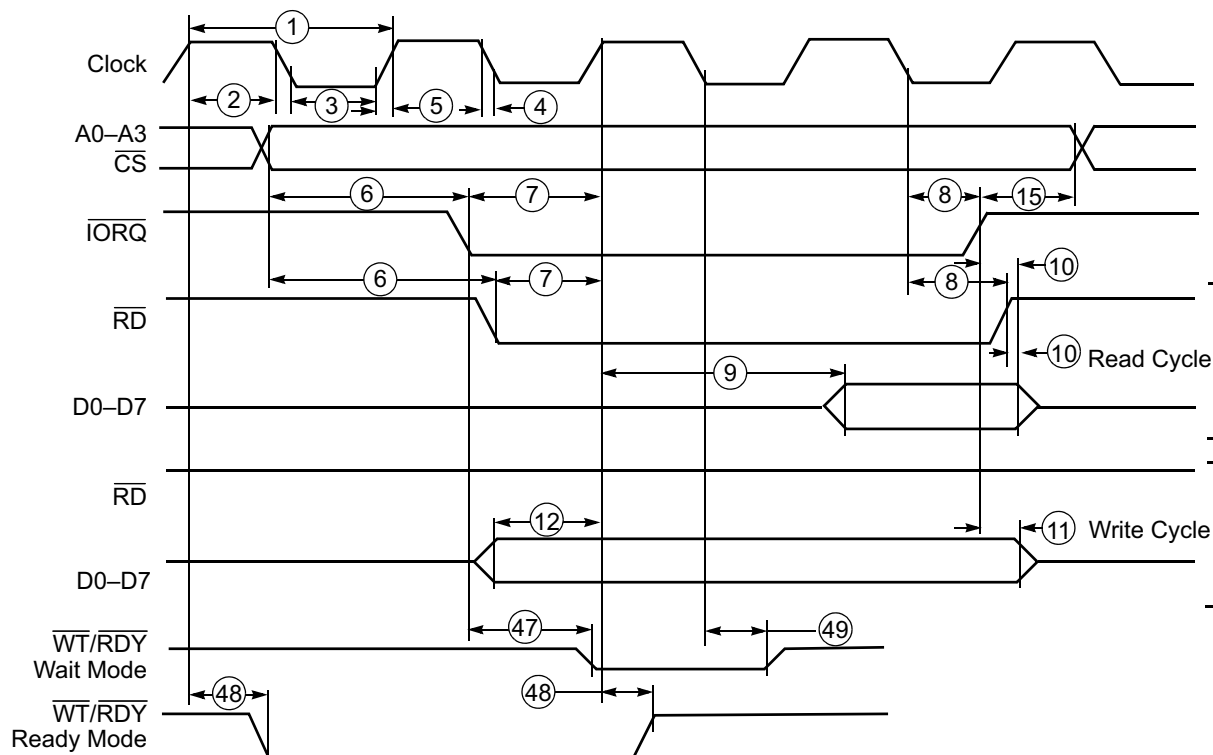 1
Clock
2
3
5
4
A0–A3
CS
6
7
8
15
IORQ
6
7
8
10
RD
10 Read Cycle
9
D0–D7
RD
12
11 Write Cycle
D0–D7
WT/RDY
Wait Mode
47
49
48
48
WT/RDY
Ready Mode